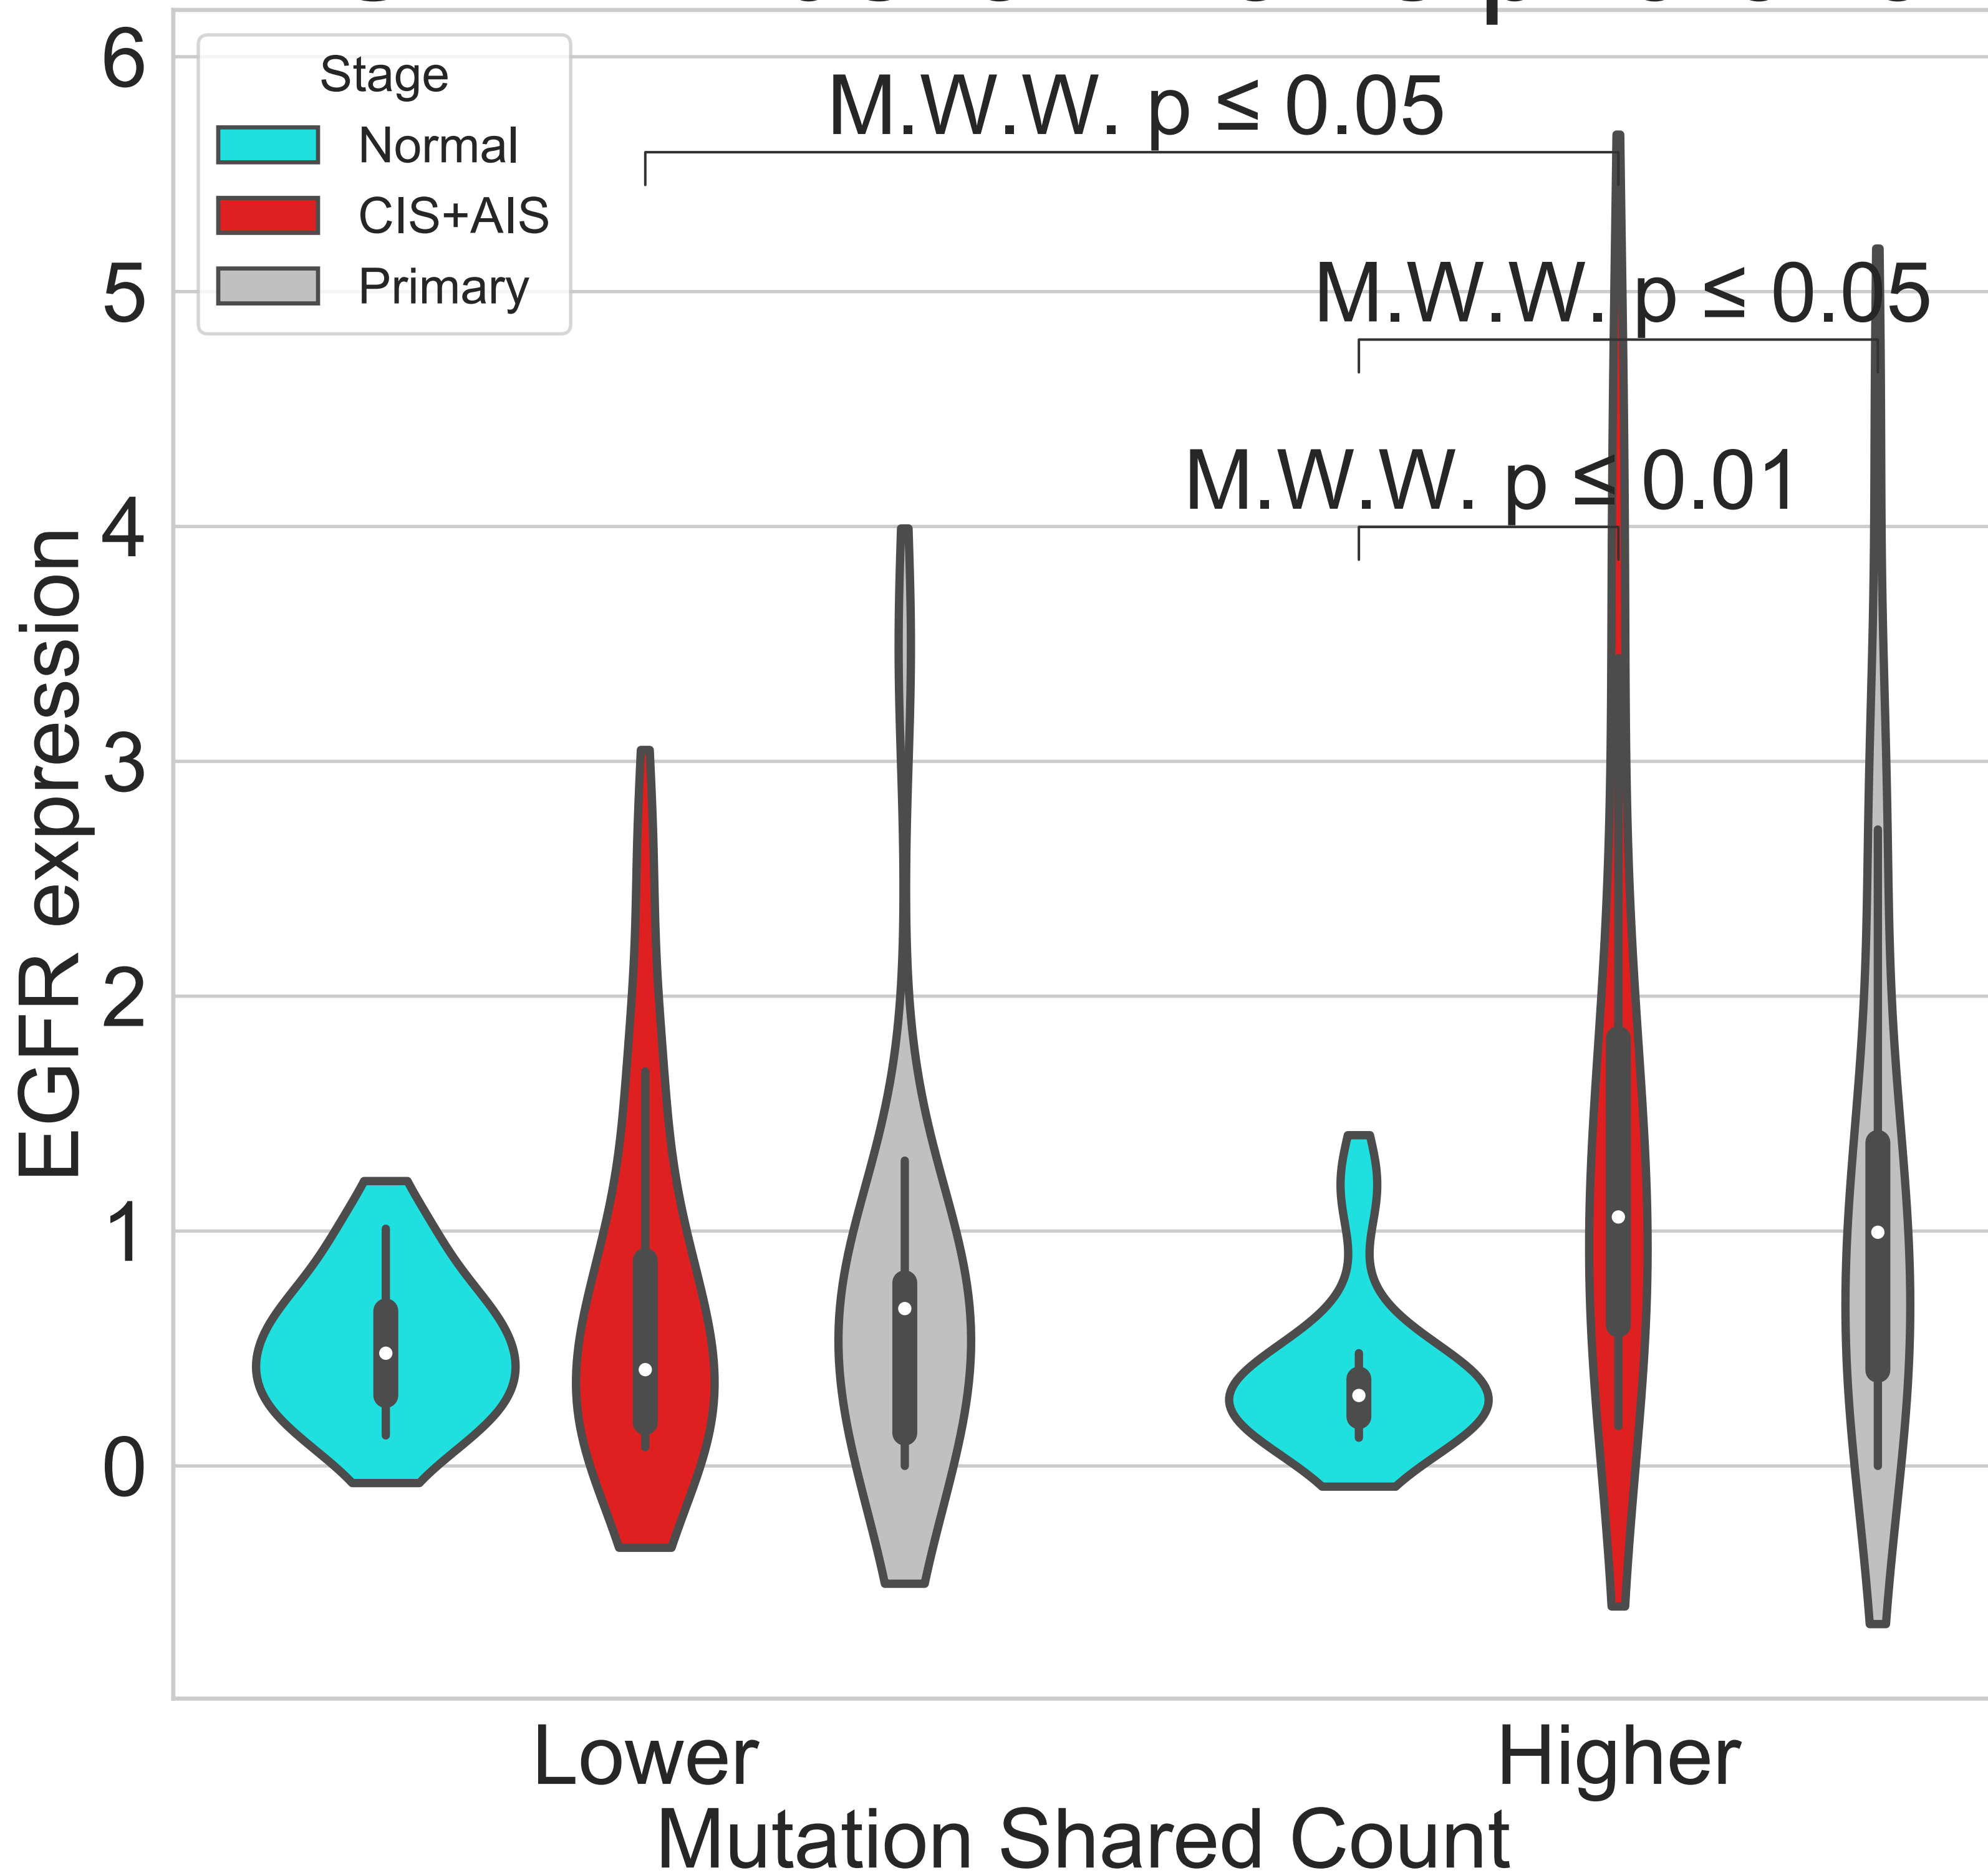 6
5
4
3
2
1
0
EGFR expression
Stage
Normal
CIS+AIS
Primary
M.W.W. p ≤ 0.05
M.W.W. p ≤ 0.05
M.W.W. p ≤ 0.01
Lower
Higher
Mutation Shared Count